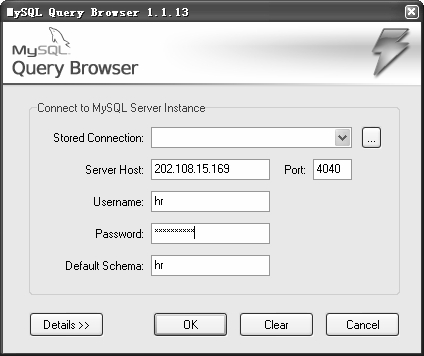 MySQL Query Browser 1.1.13
MySQL
Query Browser
Connect to MySQL Server Instance
Stored Connection:
...
Server Host: 202.108.15.169 Port: 4040
Username: hr
Password: **********
Default Schema: hr
Details >> OK Clear Cancel